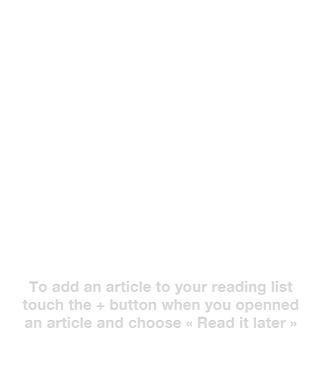 To add an article to your reading list
touch the + button when you openned
an article and choose « Read it later »